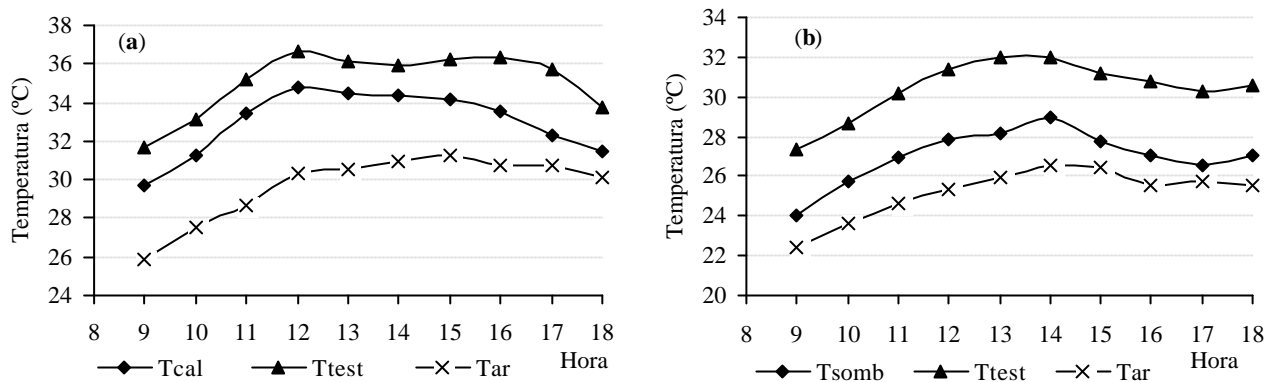 (a)
Temperatura (ºC)
38
36
34
32
30
28
26
24
8 9 10 11 12 13 14 15 16 17 18
Hora
Tcal Ttest Tar
(b)
Temperatura (ºC)
34
32
30
28
26
24
22
20
8 9 10 11 12 13 14 15 16 17 18
Hora
Tsomb Ttest Tar